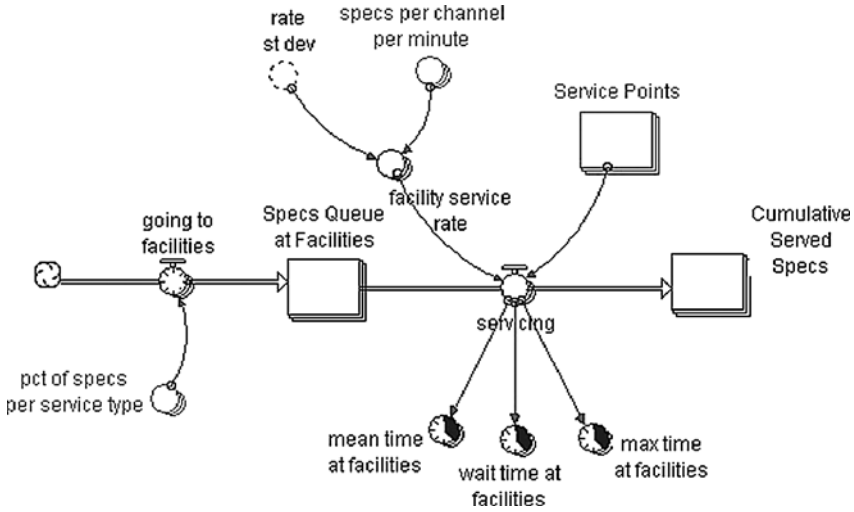 rate
st dev
specs per channel
per minute
Service Points
facility service
rate
going to
facilities
Specs Queue
at Facilities
Cumulative
Served
Specs
servicing
pct of specs
per service type
mean time
at facilities
wait time at
facilities
max time
at facilities